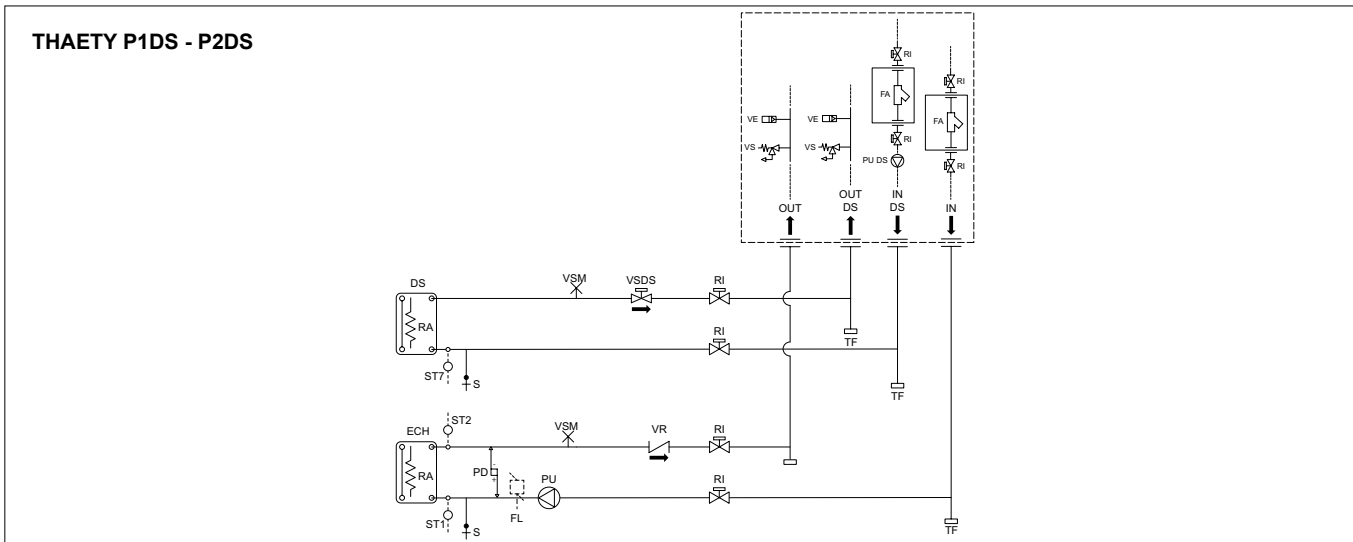 THAETY P1DS - P2DS
RI
RI
FA
FA
VE
VE
VS
VS
RI
PU DS
RI
OUT
OUT
DS
IN
DS
IN
DS
VSM
VSDS
RI
RA
RI
TF
ST7
S
TF
ST2
ECH
VSM
VR
RI
RA
PD
-
+
PU
RI
FL
ST1
S
TF